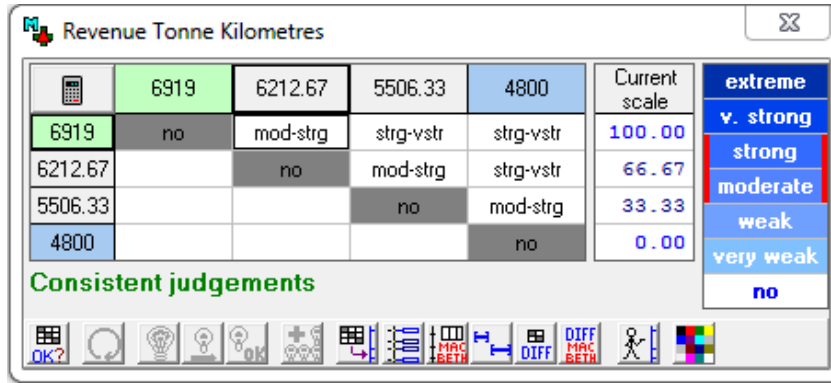 Revenue Tonne Kilometres
6919 6212.67 5506.33 4800 Current scale extreme
6919 no mod-strg strg-vstr strg-vstr 100.00 v. strong
6212.67 no mod-strg strg-vstr 66.67 strong
5506.33 no mod-strg 33.33 moderate
4800 no 0.00 weak
very weak
Consistent judgements no
OK? OK MAC BETH DIFF DIFF MAC BETH